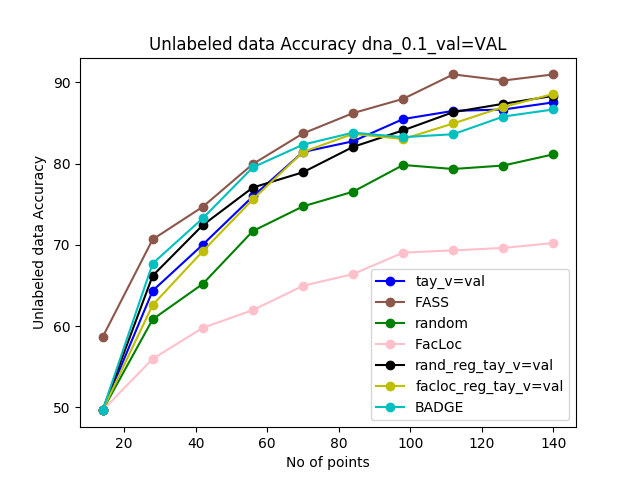 Unlabeled data Accuracy dna_0.1_val=VAL
90
80
70
60
50
Unlabeled data Accuracy
tay_v=val
FASS
random
FacLoc
rand_reg_tay_v=val
facloc_reg_tay_v=val
BADGE
20 40 60 80 100 120 140
No of points